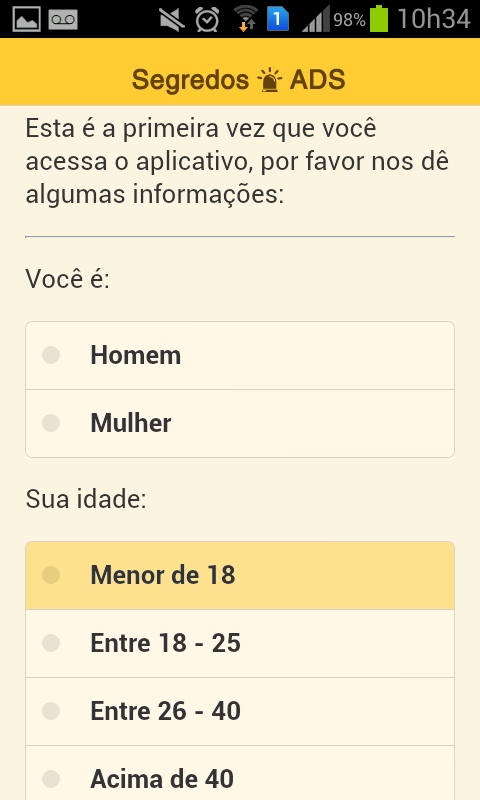 1 98% 10h34
Segredos ADS
Esta é a primeira vez que você
acessa o aplicativo, por favor nos dê
algumas informações:
Você é:
Homem
Mulher
Sua idade:
Menor de 18
Entre 18 - 25
Entre 26 - 40
Acima de 40